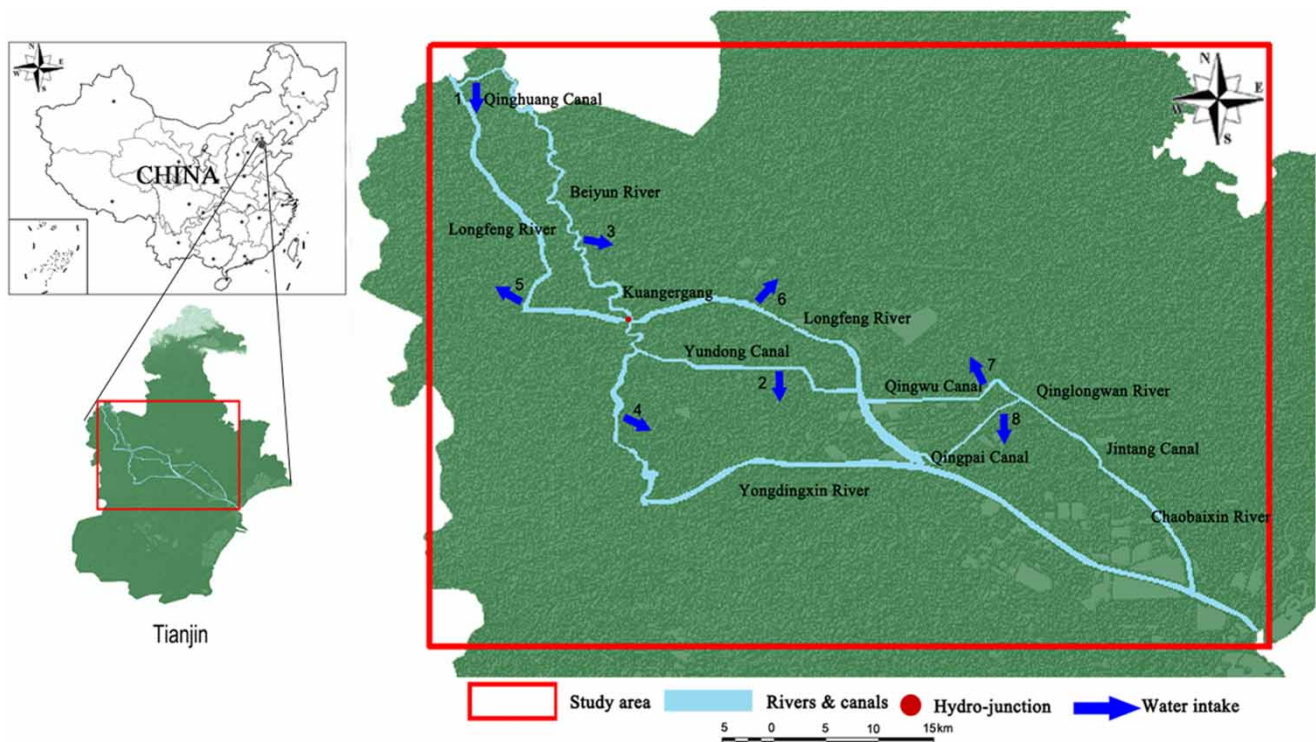 N
W
E
S
CHINA
Tianjin
N
W
E
S
1
Qinghuang Canal
Beiyun River
3
Longfeng River
5
Kuangergang
6
Longfeng River
Yundong Canal
2
7
Qingwu Canal
Qinglongwan River
4
8
Qingpai Canal
Jintang Canal
Yongdingxin River
Chaobaixin River
Study area
Rivers & canals
Hydro-junction
Water intake
5 0 5 10 15km